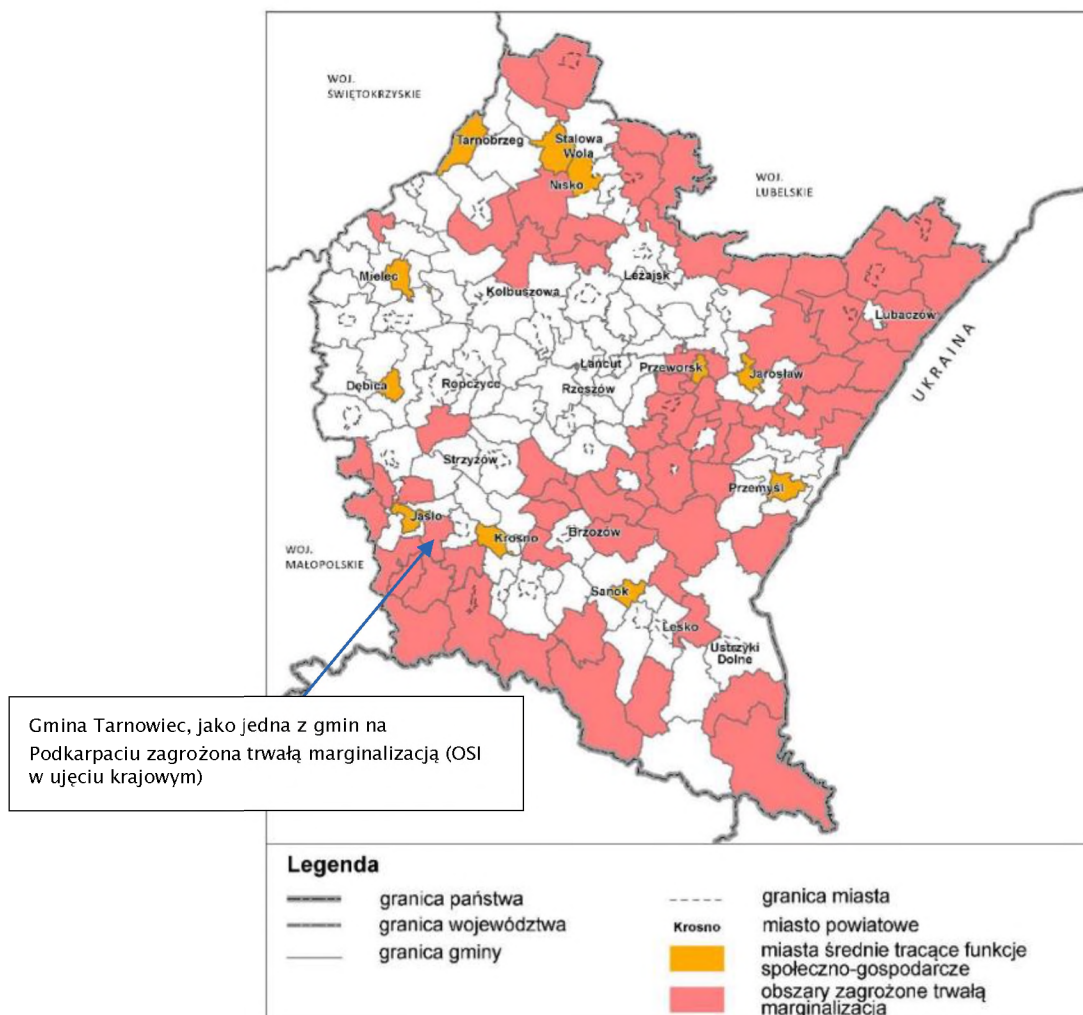 WOJ.
ŚWIĘTOKRZYSKIE
Tarnobrzeg
Stalowa
Wola
Nisko
WOJ.
LUBELSKIE
Mielec
Kolbuszowa
Leżajsk
Lubaczów
Dębica
Ropczyce
Łańcut
Rzeszów
Przeworsk
Jarosław
UKRAINA
Strzyżów
Przemyśl
Jasło
Krosno
Brzozów
WOJ.
MAŁOPOLSKIE
Sanok
Lesko
Ustrzyki
Dolne
Gmina Tarnowiec, jako jedna z gmin na
Podkarpaciu zagrożona trwałą marginalizacją (OSI
w ujęciu krajowym)
Legenda
granica państwa
granica województwa
granica gminy
granica miasta
Krosno miasto powiatowe
miasta średnie tracące funkcje
społeczno-gospodarcze
obszary zagrożone trwałą
marginalizacją